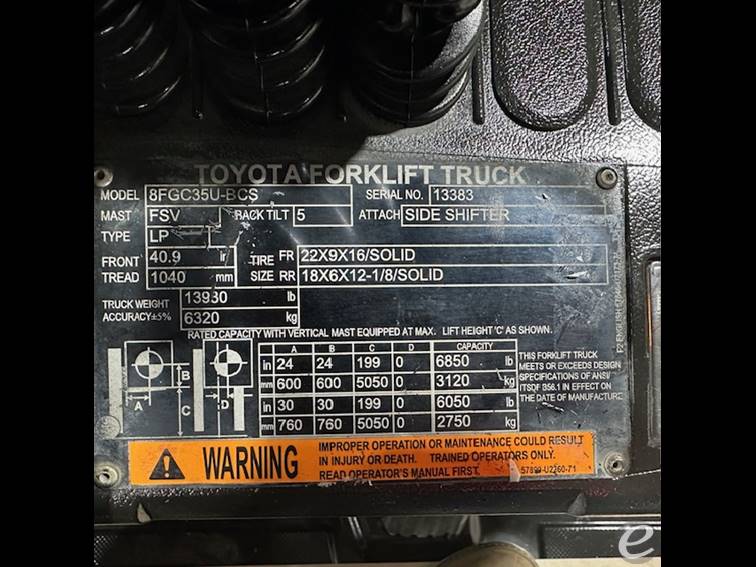 TOYOTA FORKLIFT TRUCK
MODEL 8FGC35U-BCS SERIAL NO. 13383
MAST FSV BACK TILT 5 ATTACH SIDE SHIFTER
TYPE LP
FRONT TREAD 40.9 in 1040 mm
TIRE SIZE FR 22X9X16/SOLID
RR 18X6X12-1/8/SOLID
TRUCK WEIGHT 13930 lb
ACCURACY±5% 6320 kg
RATED CAPACITY WITH VERTICAL MAST EQUIPPED AT MAX. LIFT HEIGHT 'C' AS SHOWN.
A B C D CAPACITY
in 24 24 199 0 6850 lb
mm 600 600 5050 0 3120 kg
in 30 30 199 0 6050 lb
mm 760 760 5050 0 2750 kg
A B C D
THIS FORKLIFT TRUCK
MEETS OR EXCEEDS DESIGN
SPECIFICATIONS OF ANSI/
ITSDF B56.1 IN EFFECT ON
THE DATE OF MANUFACTURE
WARNING
IMPROPER OPERATION OR MAINTENANCE COULD RESULT
IN INJURY OR DEATH. TRAINED OPERATORS ONLY.
READ OPERATOR'S MANUAL FIRST.
57899-U2260-71
e